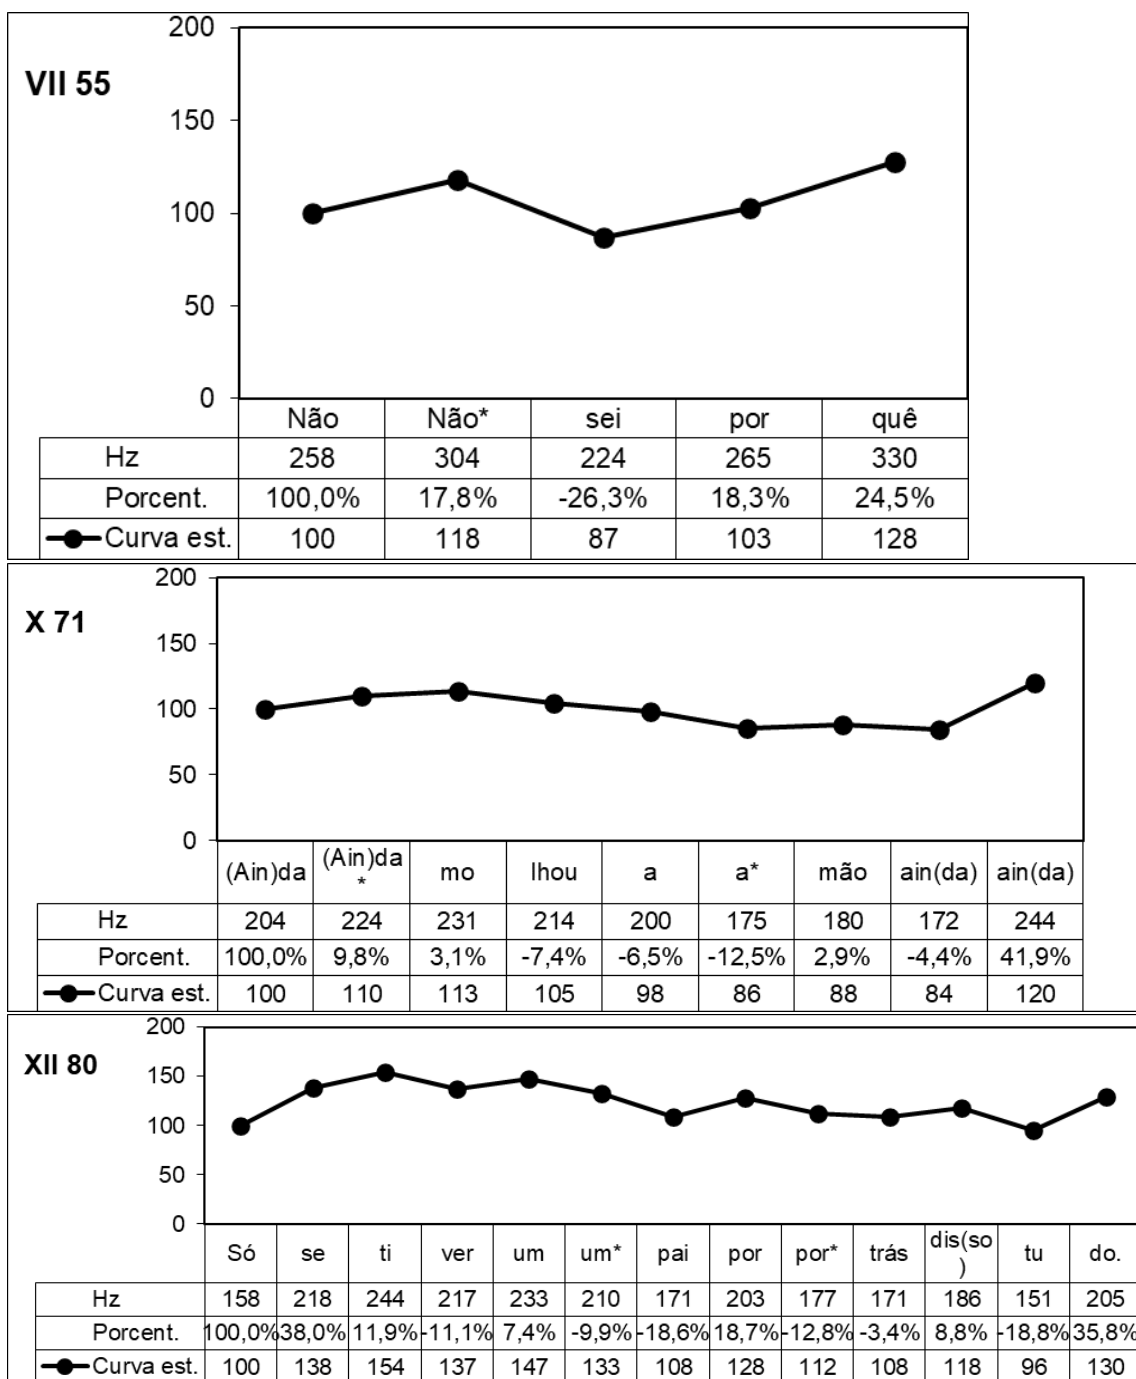 200
VII 55
150
100
50
0
Não Não* sei por quê
Hz 258 304 224 265 330
Porcent. 100,0% 17,8% -26,3% 18,3% 24,5%
Curva est. 100 118 87 103 128
200
X 71
150
100
50
0
(Ain)da (Ain)da* mo lhou a a* mão ain(da) ain(da)
Hz 204 224 231 214 200 175 180 172 244
Porcent. 100,0% 9,8% 3,1% -7,4% -6,5% -12,5% 2,9% -4,4% 41,9%
Curva est. 100 110 113 105 98 86 88 84 120
200
XII 80
150
100
50
0
Só se ti ver um um* pai por por* trás dis(so) tu do.
Hz 158 218 244 217 233 210 171 203 177 171 186 151 205
Porcent. 100,0% 38,0% 11,9% -11,1% 7,4% -9,9% -18,6% 18,7% -12,8% -3,4% 8,8% -18,8% 35,8%
Curva est. 100 138 154 137 147 133 108 128 112 108 118 96 130